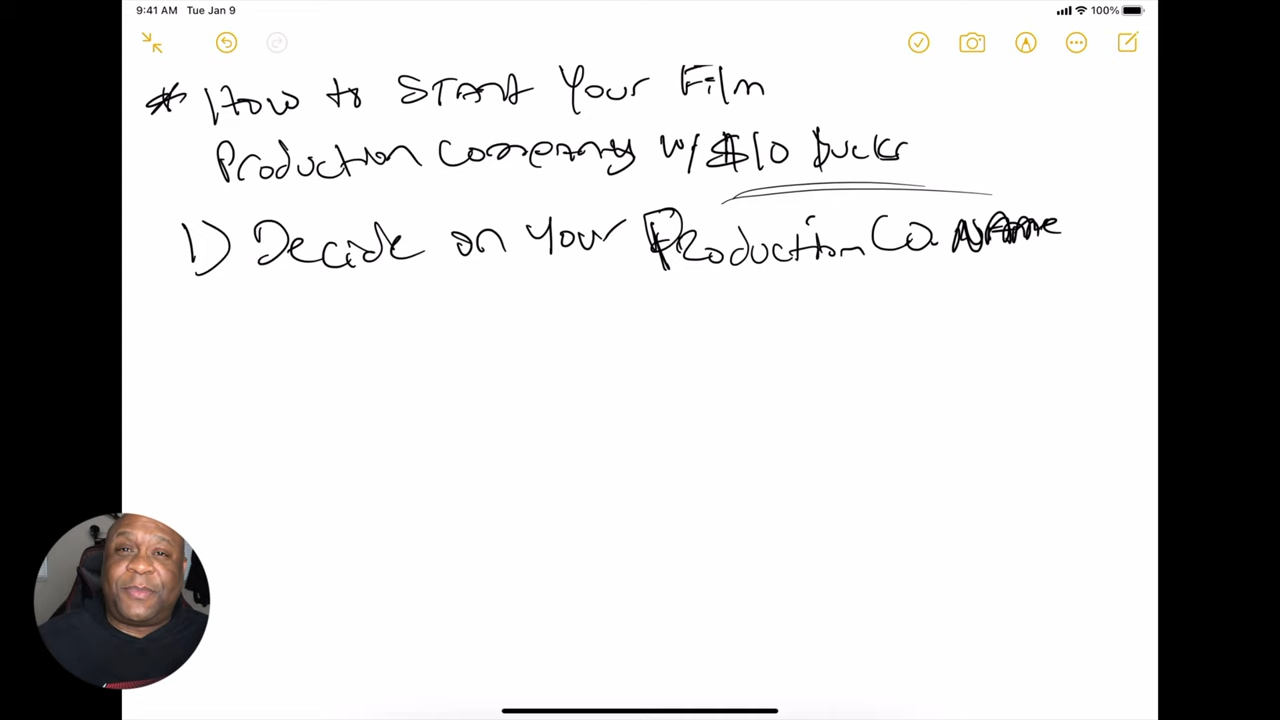 9:41 AM Tue Jan 9 100%
* How to START Your Film
Production Company w/ $10 bucks
1) Decide on Your Production Co. Name